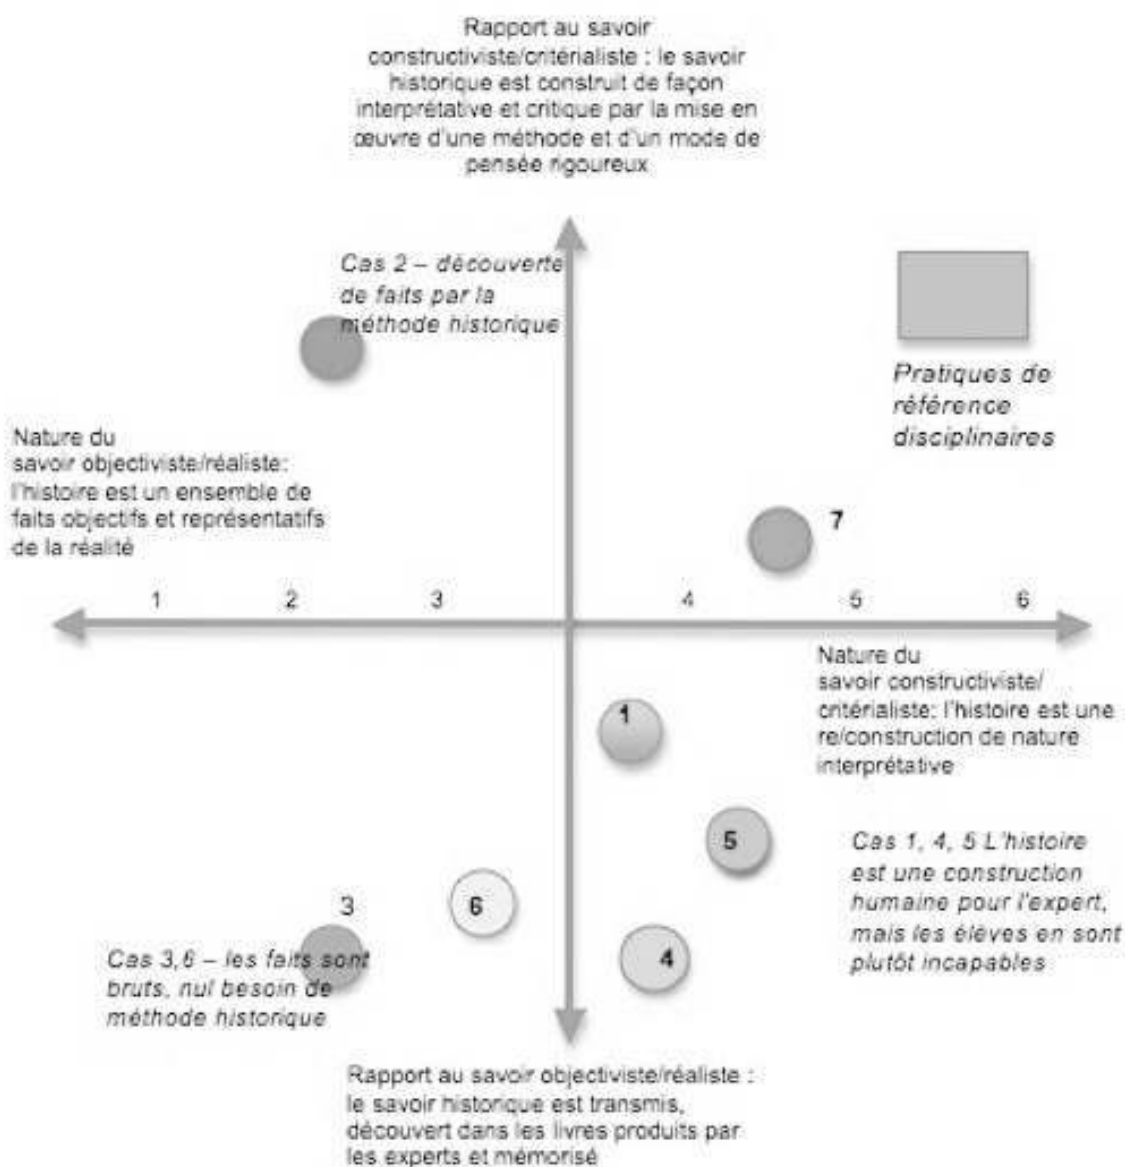 Rapport au savoir
constructiviste/critérialiste : le savoir
historique est construit de façon
interprétative et critique par la mise en
œuvre d'une méthode et d'un mode de
pensée rigoureux
Cas 2 – découverte
de faits par la
méthode historique
Pratiques de
référence
disciplinaires
Nature du
savoir objectiviste/réaliste:
l'histoire est un ensemble de
faits objectifs et représentatifs
de la réalité
7
1 2 3 4 5 6
Nature du
savoir constructiviste/
critérialiste: l'histoire est une
re/construction de nature
interprétative
1
5
Cas 1, 4, 5 L'histoire
est une construction
humaine pour l'expert,
mais les élèves en sont
plutôt incapables
3
6
4
Cas 3,6 – les faits sont
bruts, nul besoin de
méthode historique
Rapport au savoir objectiviste/réaliste :
le savoir historique est transmis,
découvert dans les livres produits par
les experts et mémorisé